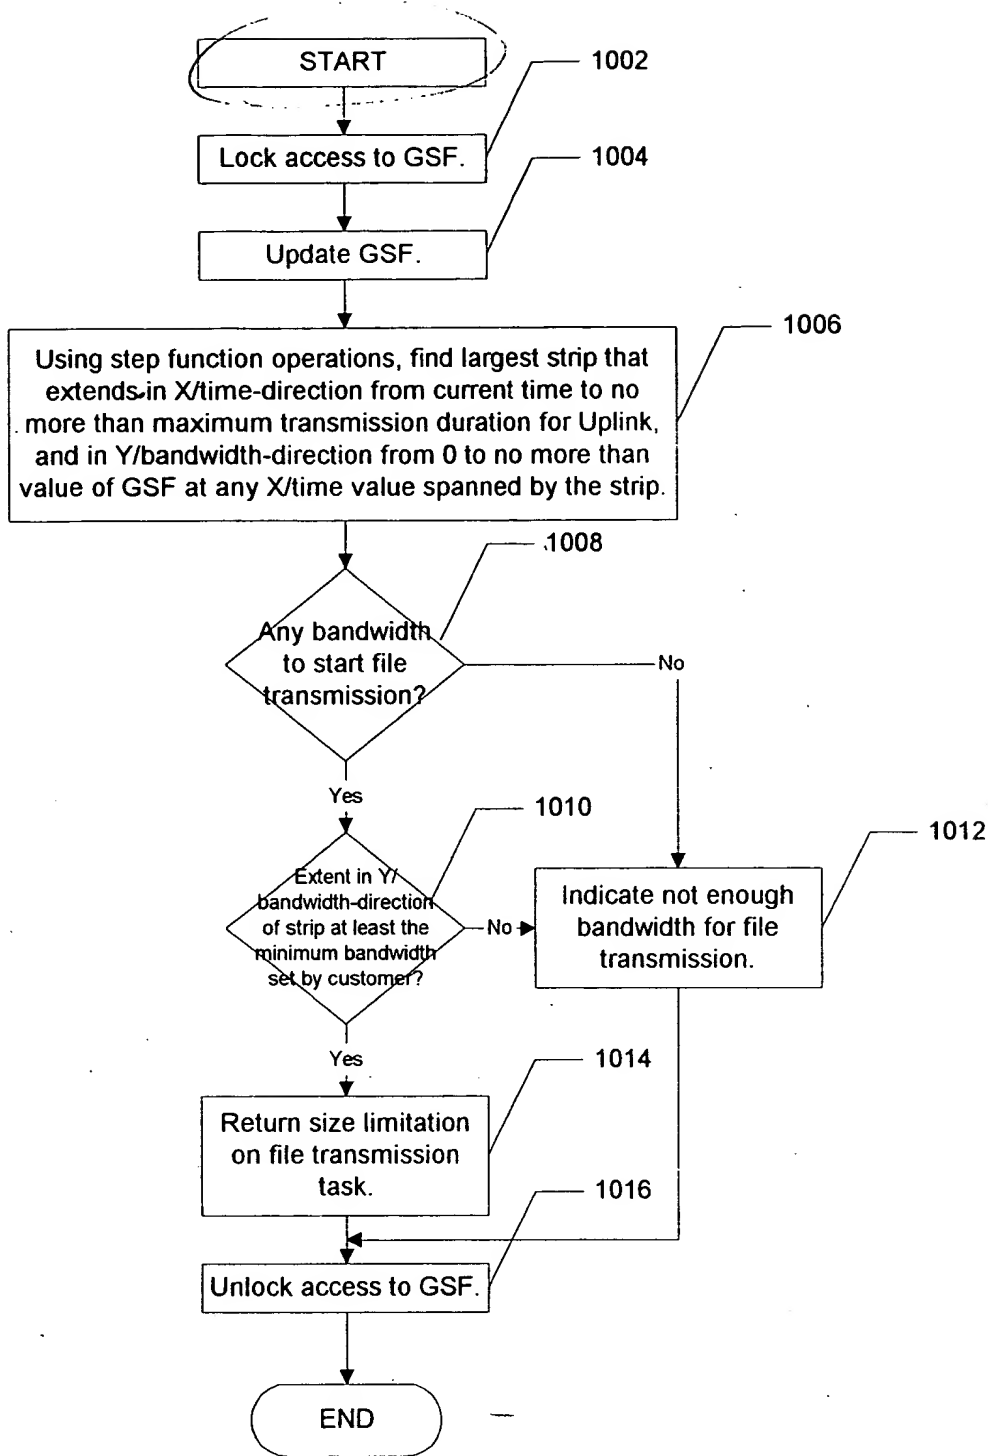 START
1002
Lock access to GSF.
1004
Update GSF.
1006
Using step function operations, find largest strip that
extends in X/time-direction from current time to no
more than maximum transmission duration for Uplink,
and in Y/bandwidth-direction from 0 to no more than
value of GSF at any X/time value spanned by the strip.
1008
Any bandwidth
to start file
transmission?
No
Yes
1010
Extent in Y/
bandwidth-direction
of strip at least the
minimum bandwidth
set by customer?
No
1012
Indicate not enough
bandwidth for file
transmission.
Yes
1014
Return size limitation
on file transmission
task.
1016
Unlock access to GSF.
END